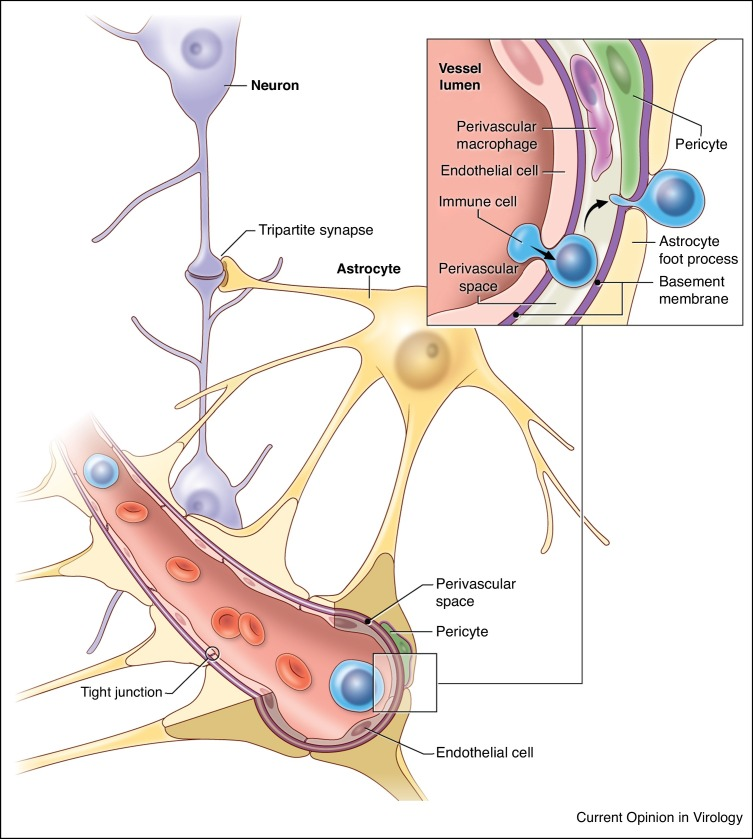 Neuron
Tripartite synapse
Astrocyte
Vessel
lumen
Perivascular
macrophage
Endothelial cell
Immune cell
Perivascular
space
Pericyte
Astrocyte
foot process
Basement
membrane
Perivascular
space
Pericyte
Tight junction
Endothelial cell
Current Opinion in Virology